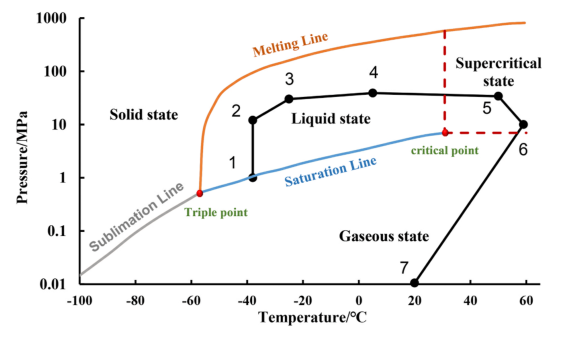 1000
100
10
1
0.1
0.01
Pressure/MPa
Melting Line
Supercritical
state
Solid state
Liquid state
1
2
3
4
5
6
7
critical point
Saturation Line
Sublimation Line
Triple point
Gaseous state
-100
-80
-60
-40
-20
0
20
40
60
Temperature/℃